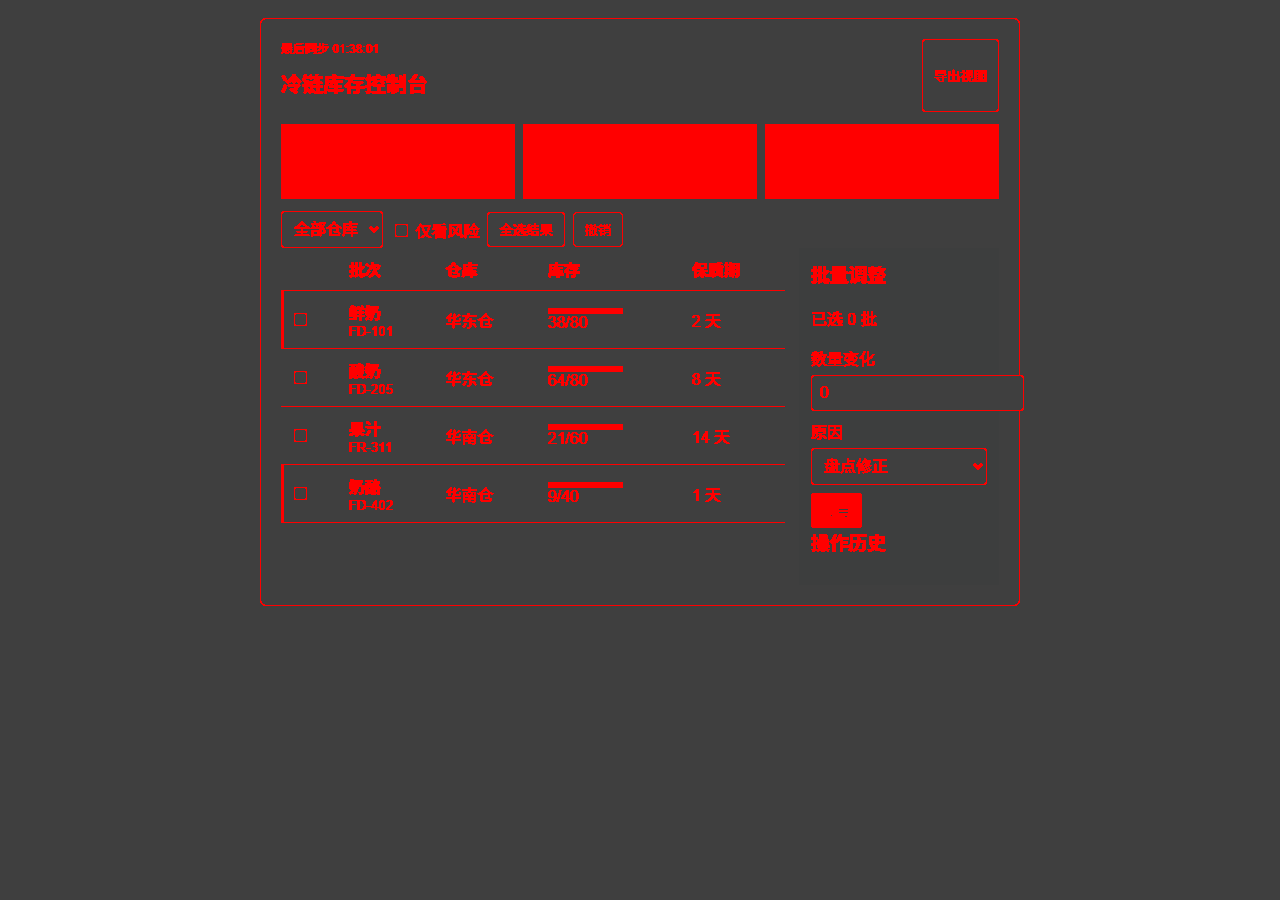 最后同步 01:38:01
冷链库存控制台
导出视图
全部仓库
仅看风险
全选结果
撤销
批次 仓库 库存 保质期
鲜奶
FD-101
华东仓 38/80 2 天
酸奶
FD-205
华东仓 64/80 8 天
果汁
FR-311
华南仓 21/60 14 天
奶酪
FD-402
华南仓 9/40 1 天
批量调整
已选 0 批
数量变化
0
原因
盘点修正
操作历史